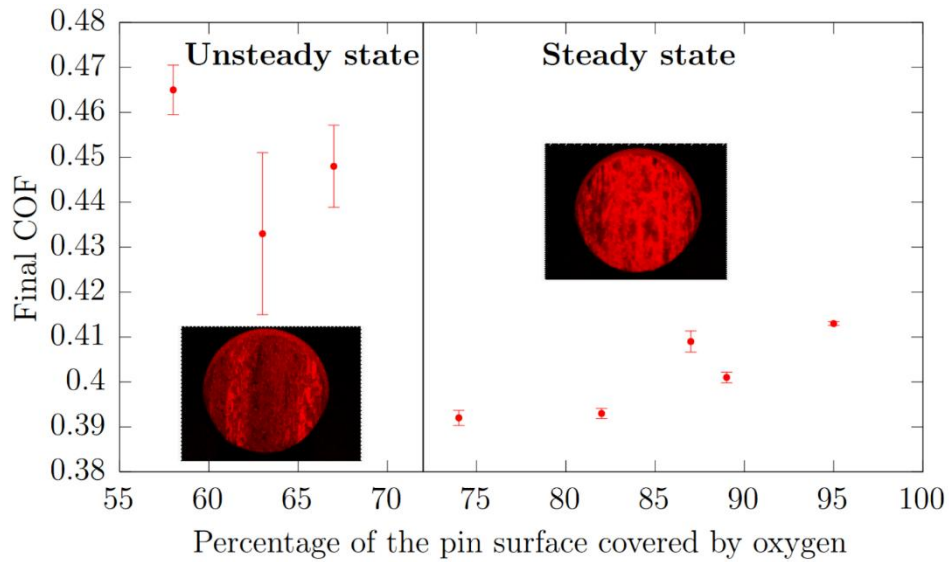 0.48
0.47
0.46
0.45
0.44
0.43
0.42
0.41
0.4
0.39
0.38
Final COF
Unsteady state
Steady state
55 60 65 70 75 80 85 90 95 100
Percentage of the pin surface covered by oxygen